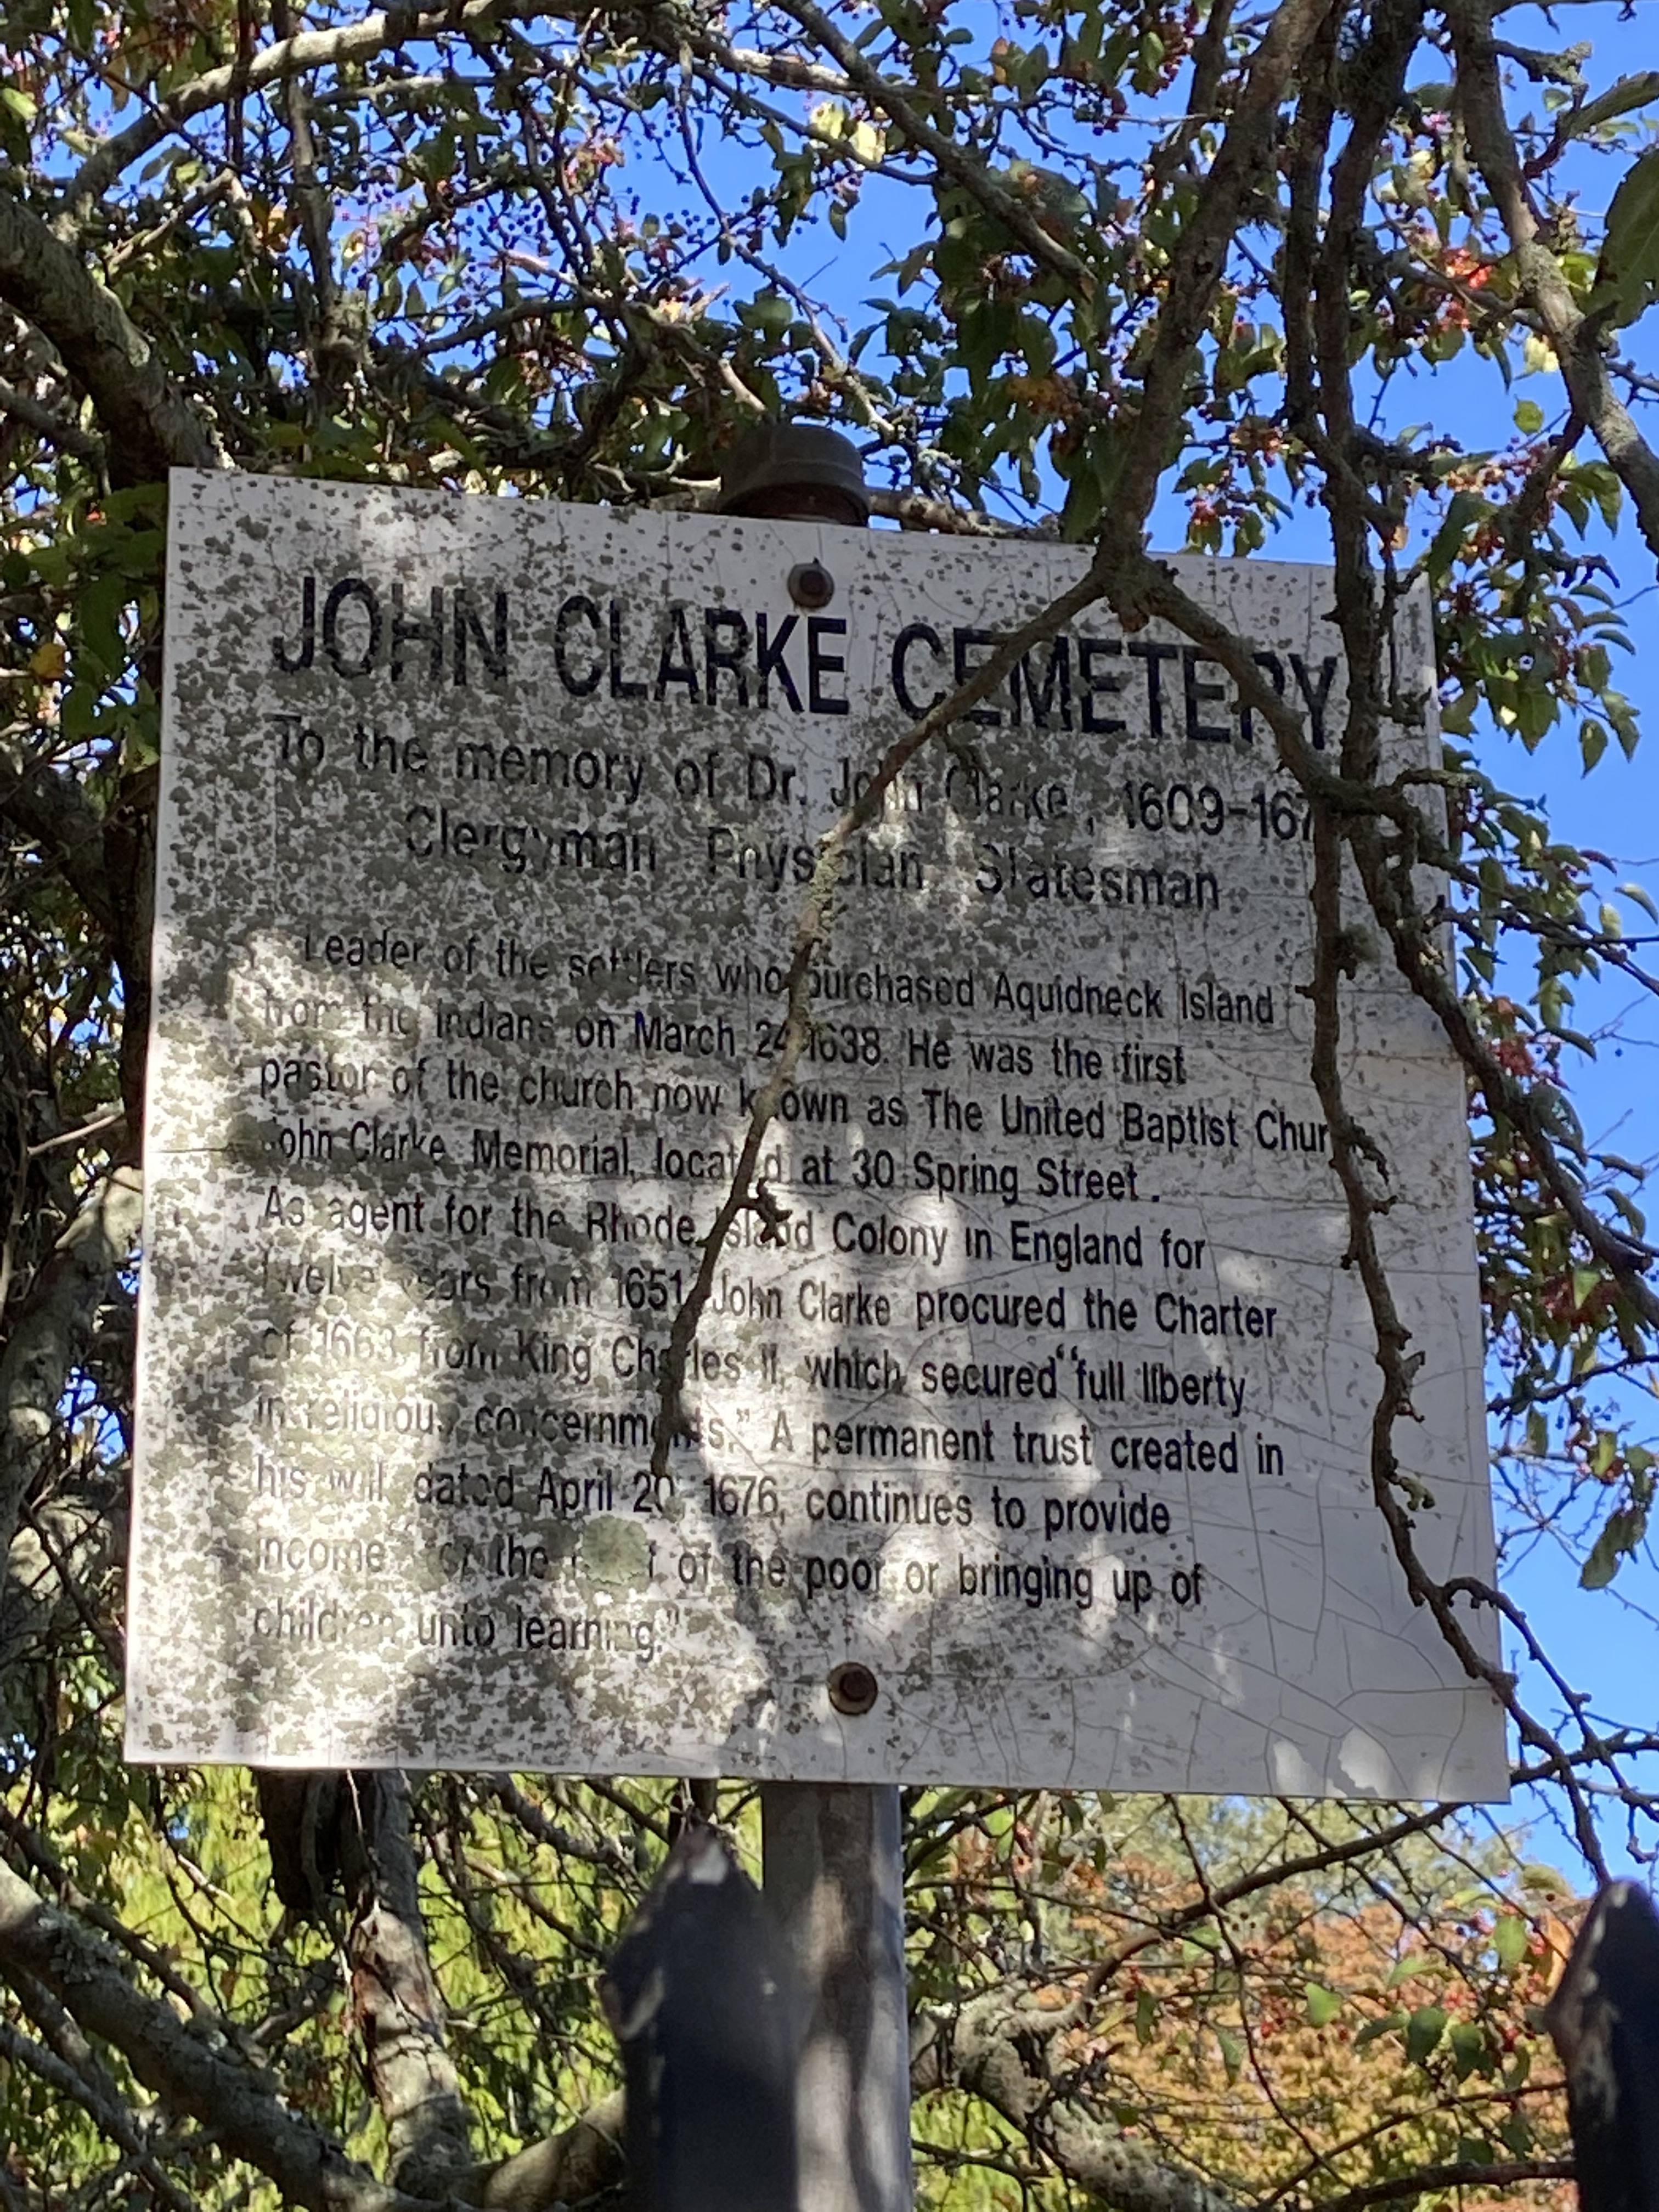 JOHN CLARKE CEMETERY
To the memory of Dr. John Clarke, 1609-167
Clergyman Physician Statesman
Leader of the settlers who purchased Aquidneck Island
from the Indians on March 24 1638. He was the first
pastor of the church now known as The United Baptist Chur
John Clarke Memorial, located at 30 Spring Street.
As agent for the Rhode Island Colony in England for
twelve years from 1651, John Clarke procured the Charter
of 1663 from King Charles II, which secured "full liberty
in religious concernments." A permanent trust created in
his will dated April 20, 1676, continues to provide
income for the of the poor or bringing up of
children unto learning."